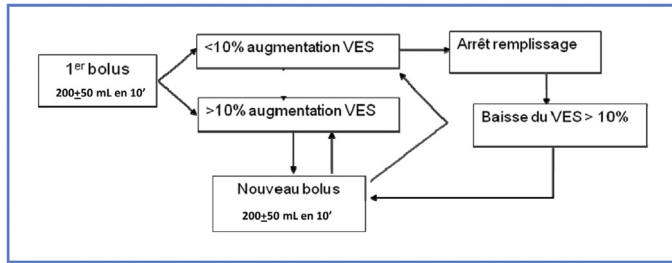 <10% augmentation VES
Arrêt remplissage
1er bolus
200±50 mL en 10’
>10% augmentation VES
Baisse du VES > 10%
Nouveau bolus
200±50 mL en 10’